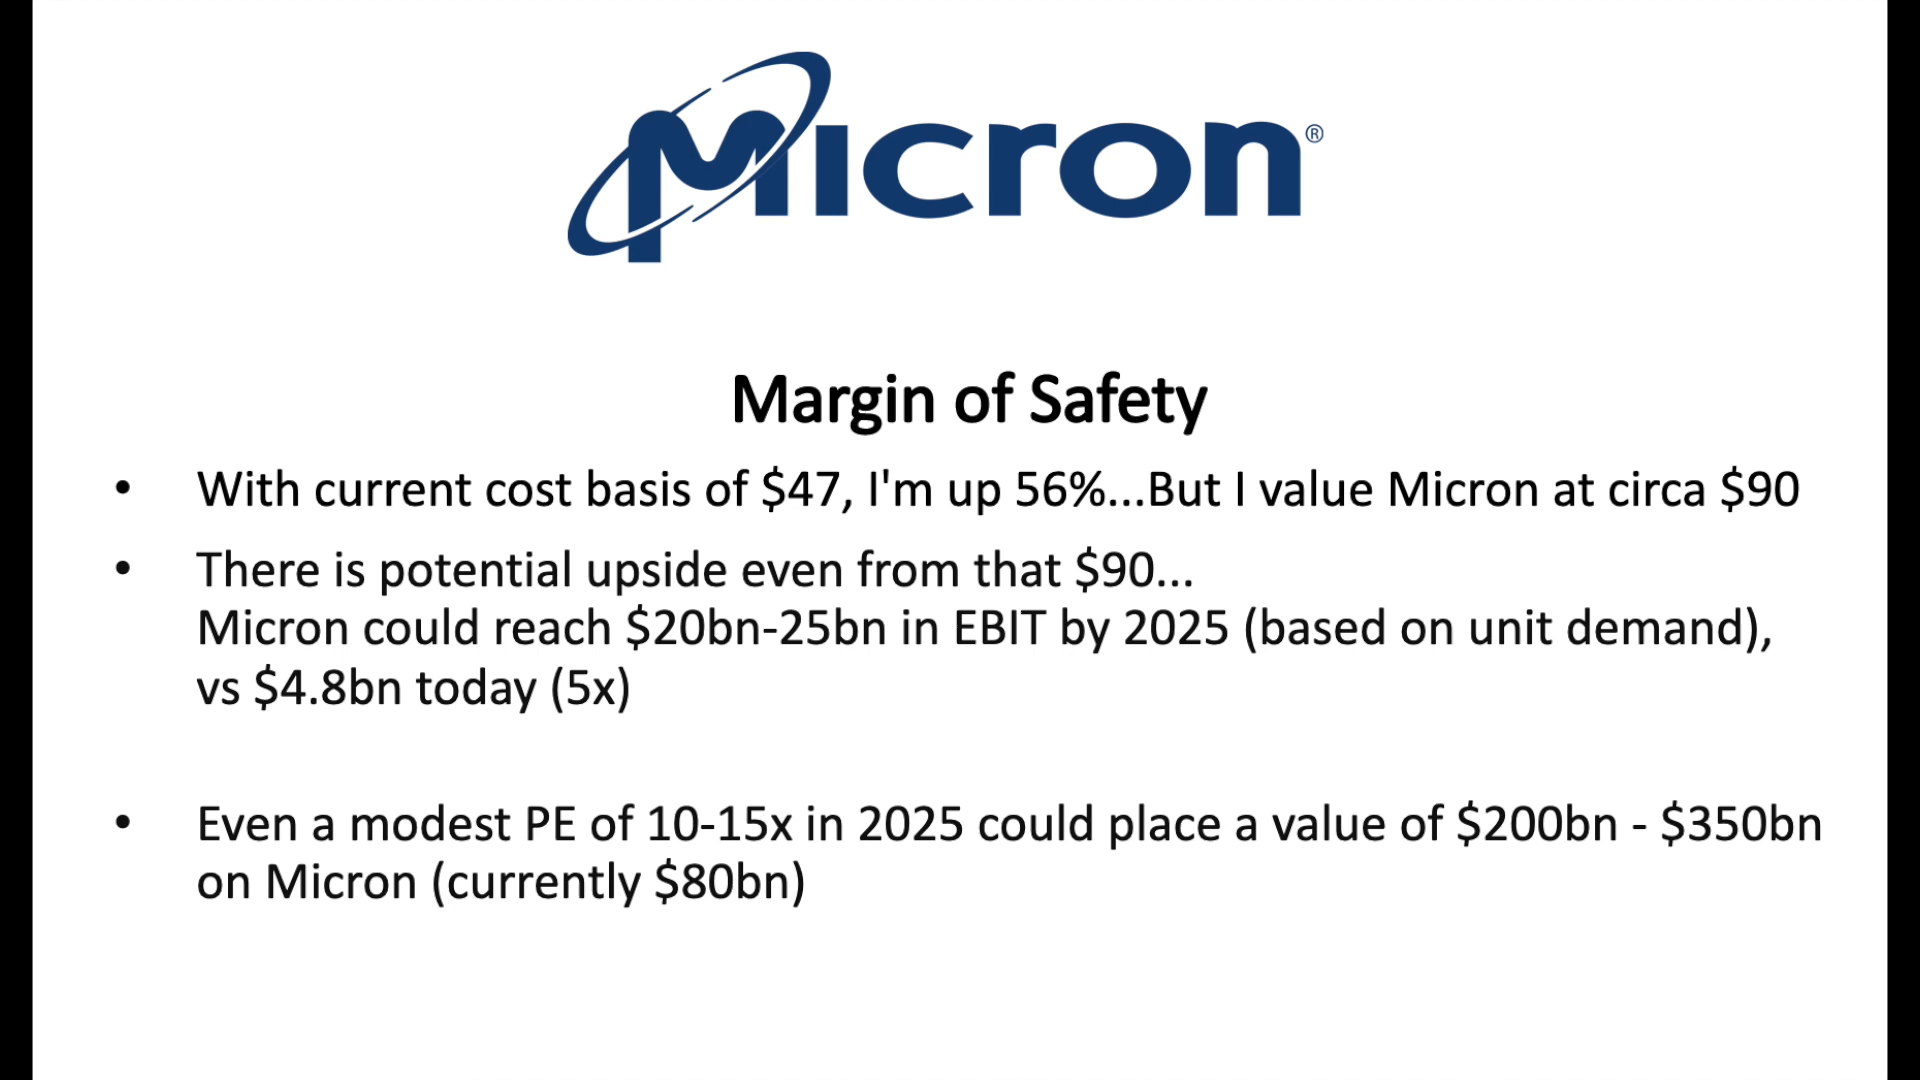 Micron®
Margin of Safety
• With current cost basis of $47, I'm up 56%...But I value Micron at circa $90
• There is potential upside even from that $90...
Micron could reach $20bn-25bn in EBIT by 2025 (based on unit demand),
vs $4.8bn today (5x)
• Even a modest PE of 10-15x in 2025 could place a value of $200bn - $350bn
on Micron (currently $80bn)